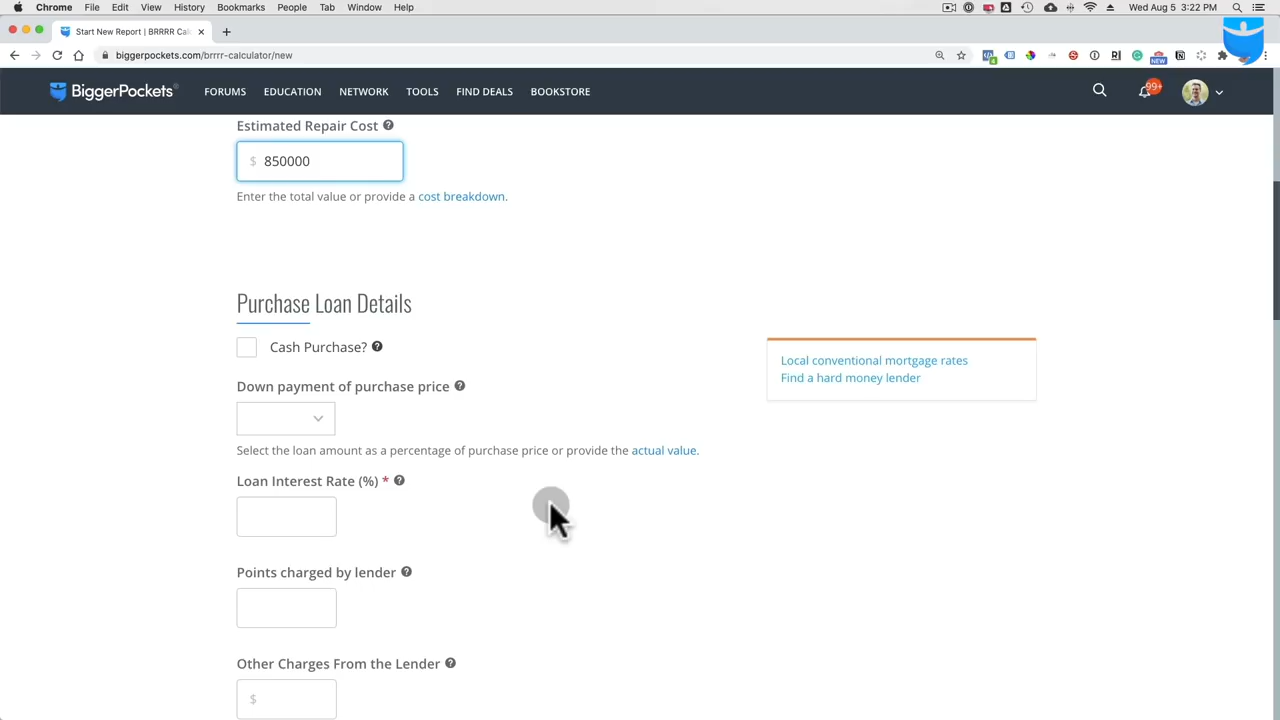 Chrome File Edit View History Bookmarks People Tab Window Help Wed Aug 5 3:22 PM
Start New Report | BRRRR Calc
biggerpockets.com/brrrr-calculator/new
NEW
BiggerPockets FORUMS EDUCATION NETWORK TOOLS FIND DEALS BOOKSTORE 99+
Estimated Repair Cost
$ 850000
Enter the total value or provide a cost breakdown.
Purchase Loan Details
Cash Purchase?
Local conventional mortgage rates
Find a hard money lender
Down payment of purchase price
Select the loan amount as a percentage of purchase price or provide the actual value.
Loan Interest Rate (%) *
Points charged by lender
Other Charges From the Lender
$